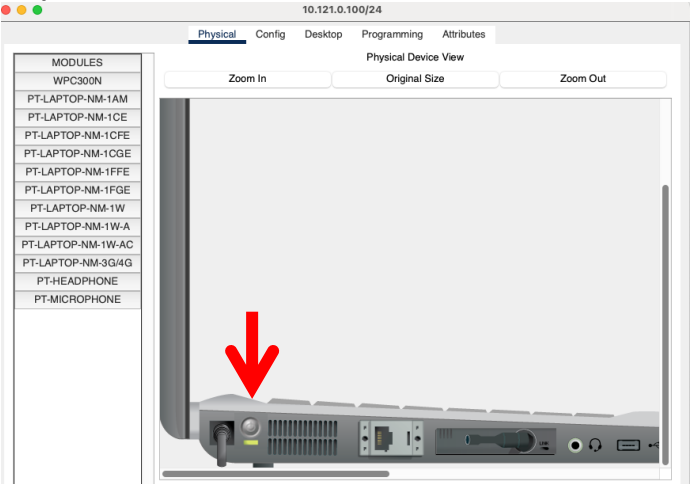 10.121.0.100/24
Physical Config Desktop Programming Attributes
MODULES
WPC300N
PT-LAPTOP-NM-1AM
PT-LAPTOP-NM-1CE
PT-LAPTOP-NM-1CFE
PT-LAPTOP-NM-1CGE
PT-LAPTOP-NM-1FFE
PT-LAPTOP-NM-1FGE
PT-LAPTOP-NM-1W
PT-LAPTOP-NM-1W-A
PT-LAPTOP-NM-1W-AC
PT-LAPTOP-NM-3G/4G
PT-HEADPHONE
PT-MICROPHONE
Physical Device View
Zoom In Original Size Zoom Out